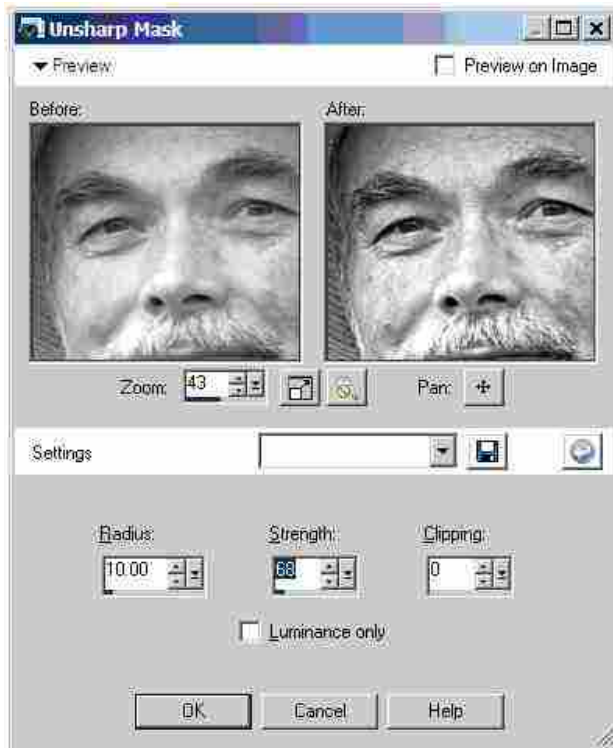 Unsharp Mask
Preview
Preview on Image
Before:
After:
Zoom: 43
Pan:
Settings
Radius: Strength: Clipping:
10.00 68 0
Luminance only
OK Cancel Help